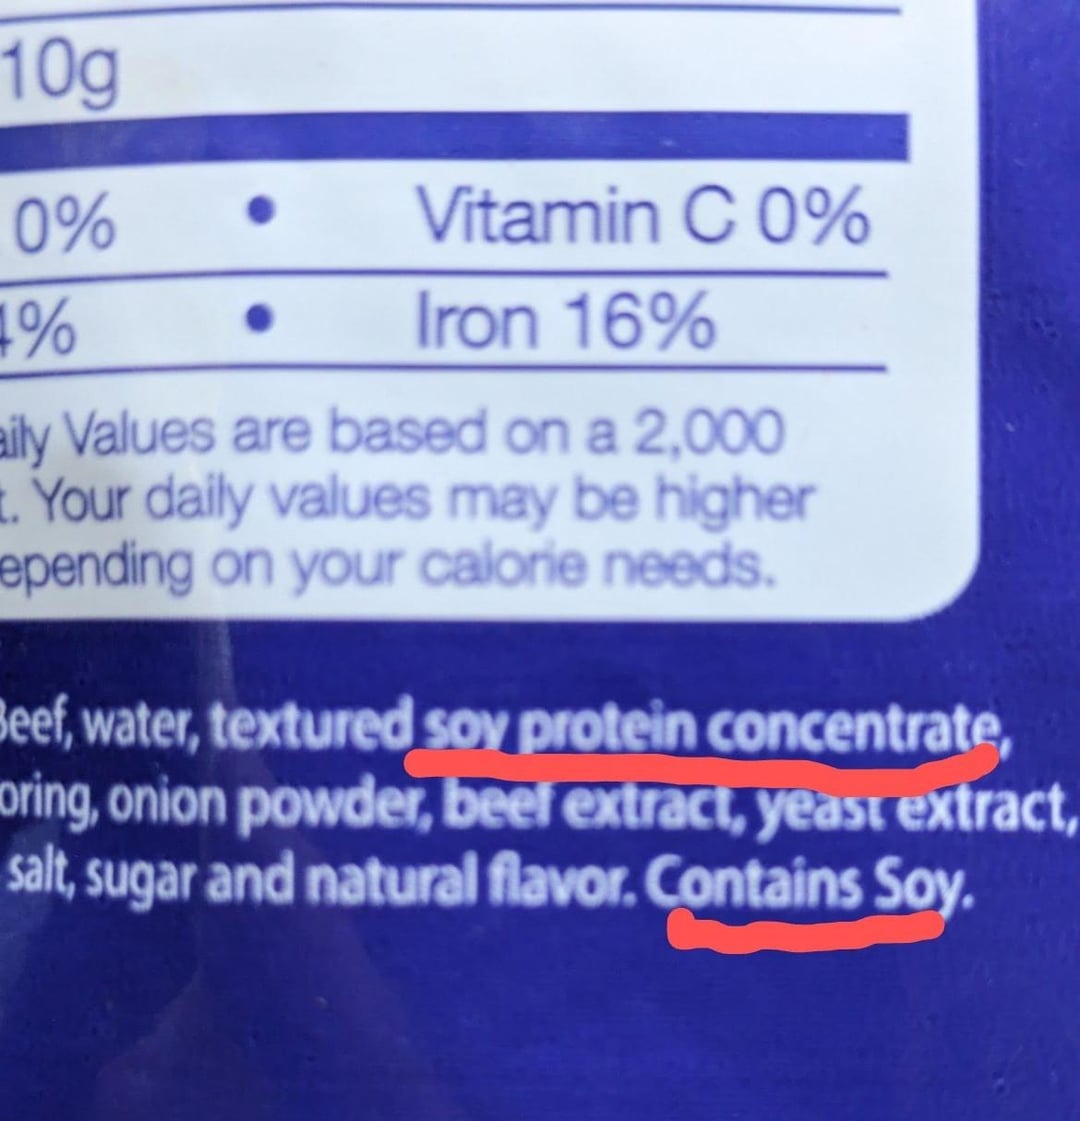 10g
0% • Vitamin C 0%
4% • Iron 16%
aily Values are based on a 2,000
t. Your daily values may be higher
epending on your calorie needs.
Beef, water, textured soy protein concentrate,
oring, onion powder, beef extract, yeast extract,
salt, sugar and natural flavor. Contains Soy.